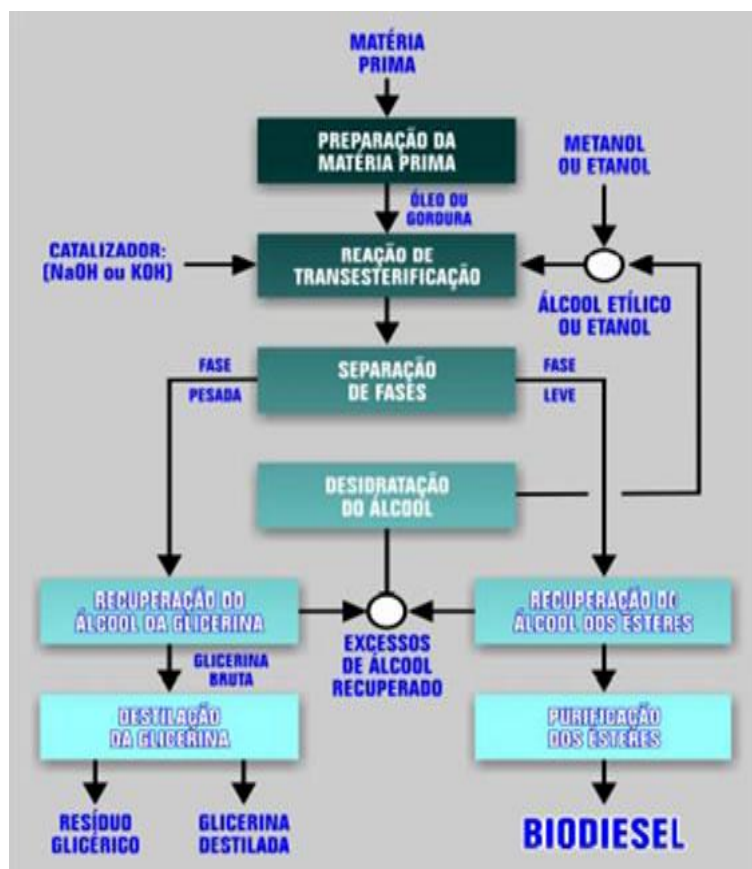 MATÉRIA
PRIMA
PREPARAÇÃO DA
MATÉRIA PRIMA
METANOL
OU ETANOL
ÓLEO OU
GORDURA
CATALIZADOR:
(NaOH ou KOH)
REAÇÃO DE
TRANSESTERIFICAÇÃO
ÁLCOOL ETÍLICO
OU ETANOL
FASE
PESADA
SEPARAÇÃO
DE FASES
FASE
LEVE
DESIDRATAÇÃO
DO ÁLCOOL
RECUPERAÇÃO DO
ÁLCOOL DA GLICERINA
EXCESSOS
DE ÁLCOOL
RECUPERADO
RECUPERAÇÃO DO
ÁLCOOL DOS ÉSTERES
GLICERINA
BRUTA
DESTILAÇÃO
DA GLICERINA
PURIFICAÇÃO
DOS ÉSTERES
RESÍDUO
GLICÉRICO
GLICERINA
DESTILADA
BIODIESEL